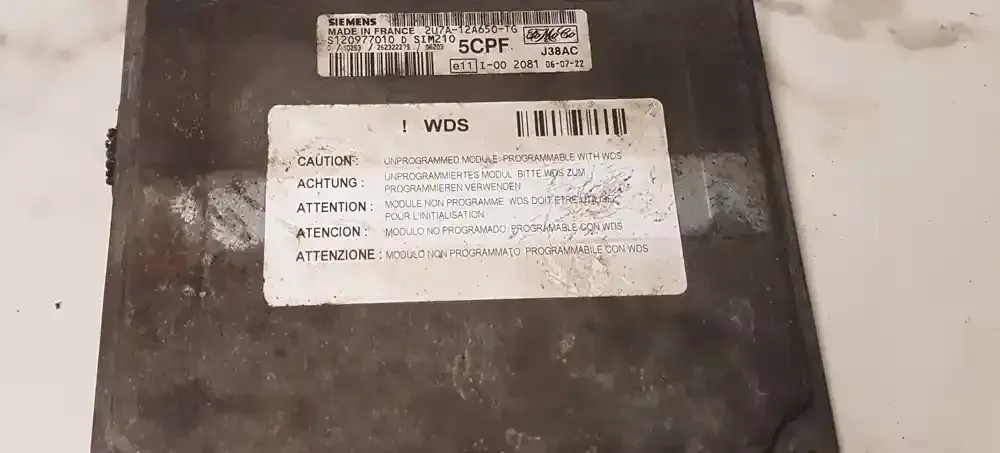 SIEMENS
MADE IN FRANCE 2U7A-12A650-TG
S120977010 D SIM210
5CPF
FoMoCo
J38AC
e11 I-00 2081 06-07-22
! WDS
CAUTION: UNPROGRAMMED MODULE PROGRAMMABLE WITH WDS
ACHTUNG: UNPROGRAMMIERTES MODUL BITTE WDS ZUM
PROGRAMMIEREN VERWENDEN
ATTENTION: MODULE NON PROGRAMME WDS DOIT ETRE UTILISE
POUR L'INITIALISATION
ATENCION: MODULO NO PROGRAMADO PROGRAMABLE CON WDS
ATTENZIONE: MODULO NON PROGRAMMATO PROGRAMMABILE CON WDS